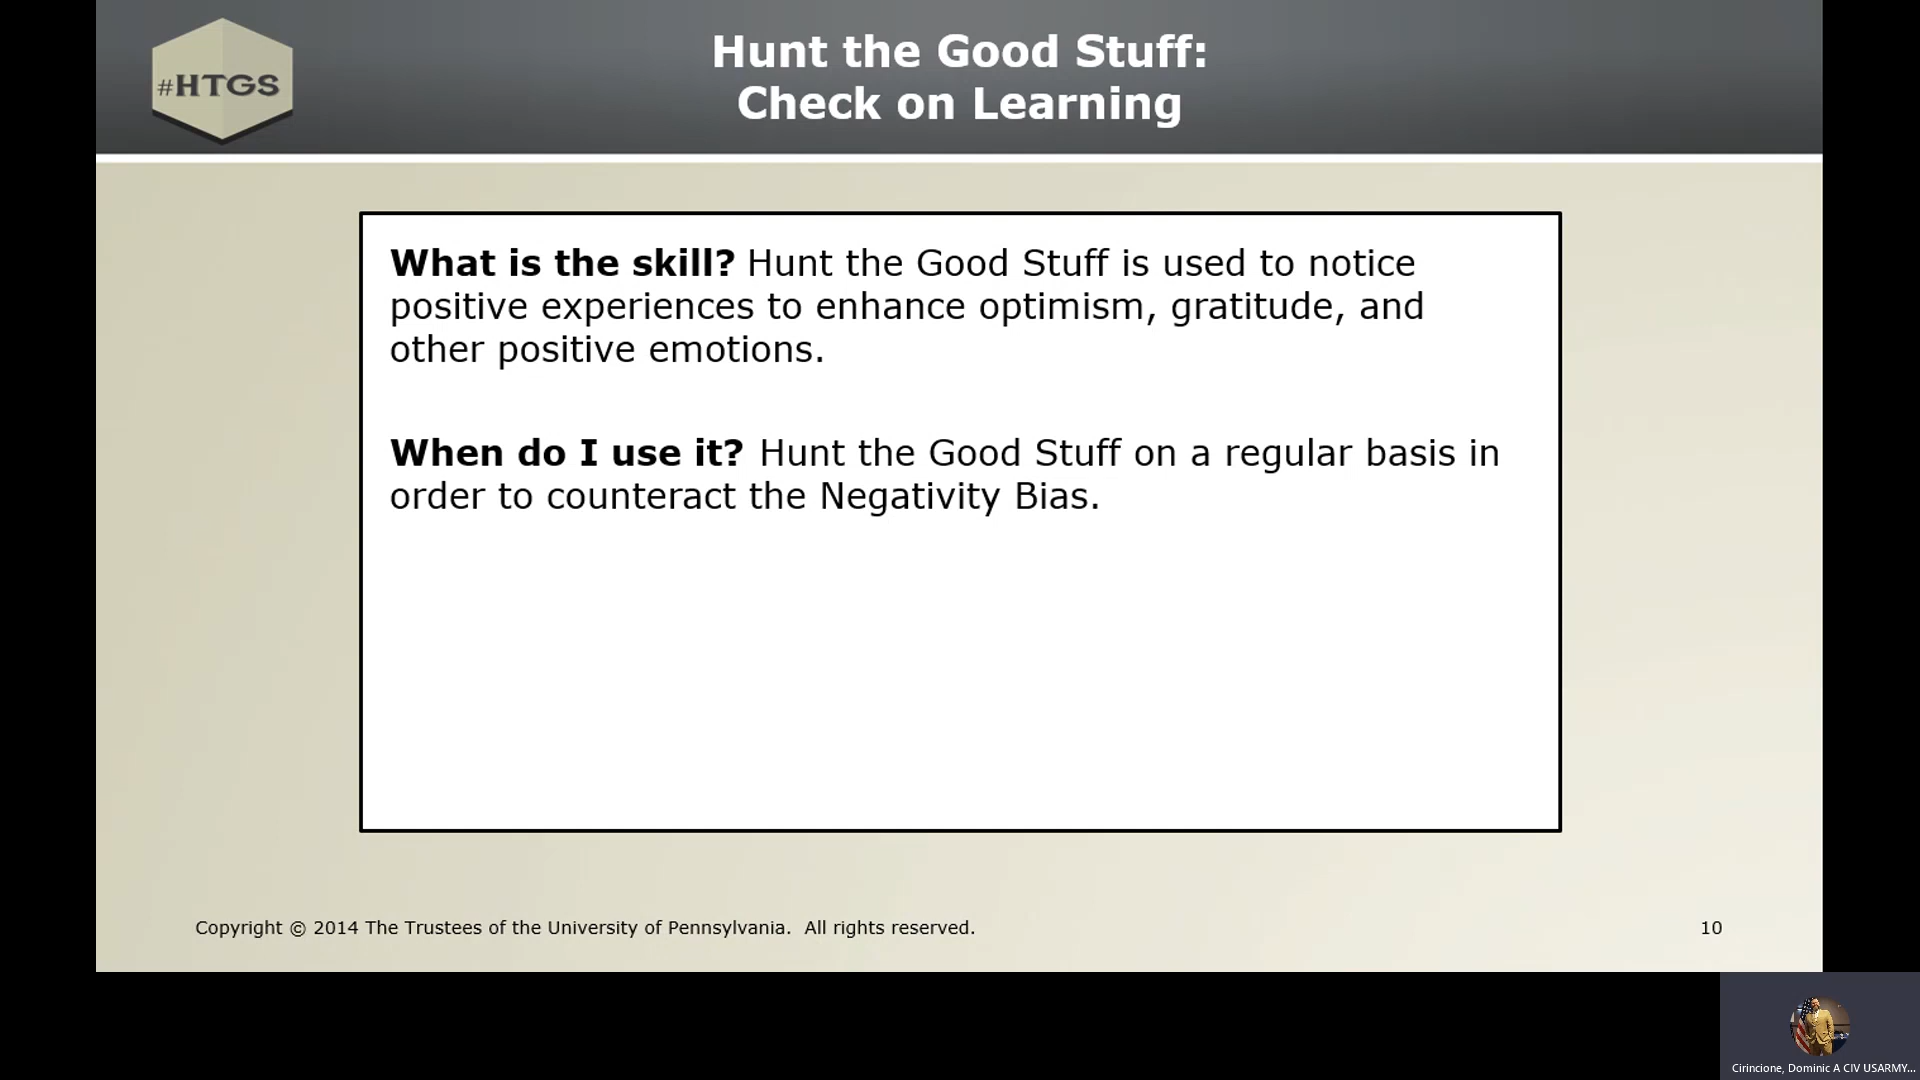 #HTGS
Hunt the Good Stuff:
Check on Learning
What is the skill? Hunt the Good Stuff is used to notice
positive experiences to enhance optimism, gratitude, and
other positive emotions.
When do I use it? Hunt the Good Stuff on a regular basis in
order to counteract the Negativity Bias.
Copyright © 2014 The Trustees of the University of Pennsylvania. All rights reserved.
10
Cirincione, Dominic A CIV USARMY...